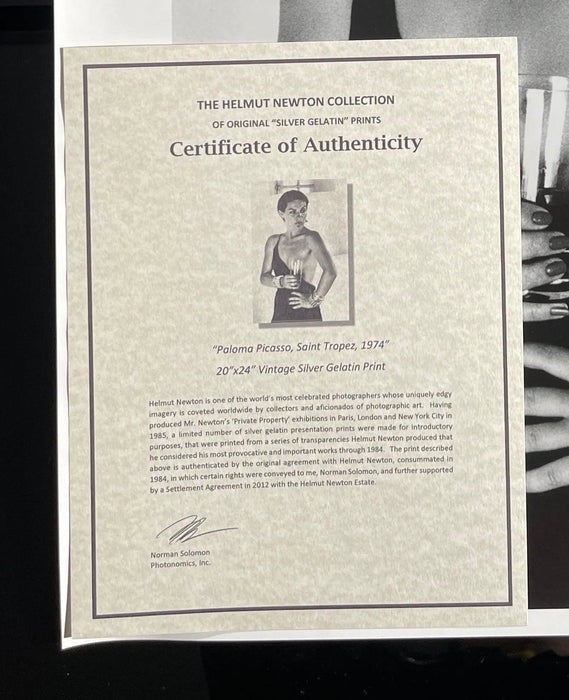 THE HELMUT NEWTON COLLECTION
OF ORIGINAL "SILVER GELATIN" PRINTS
Certificate of Authenticity
"Paloma Picasso, Saint Tropez, 1974"
20"x24" Vintage Silver Gelatin Print
Helmut Newton is one of the world's most celebrated photographers whose uniquely edgy
imagery is coveted worldwide by collectors and aficionados of photographic art. Having
produced Mr. Newton's 'Private Property' exhibitions in Paris, London and New York City in
1985, a limited number of silver gelatin presentation prints were made for introductory
purposes, that were printed from a series of transparencies Helmut Newton produced that
he considered his most provocative and important works through 1984. The print described
above is authenticated by the original agreement with Helmut Newton, consummated in
1984, in which certain rights were conveyed to me, Norman Solomon, and further supported
by a Settlement Agreement in 2012 with the Helmut Newton Estate.
Norman Solomon
Photonomics, Inc.